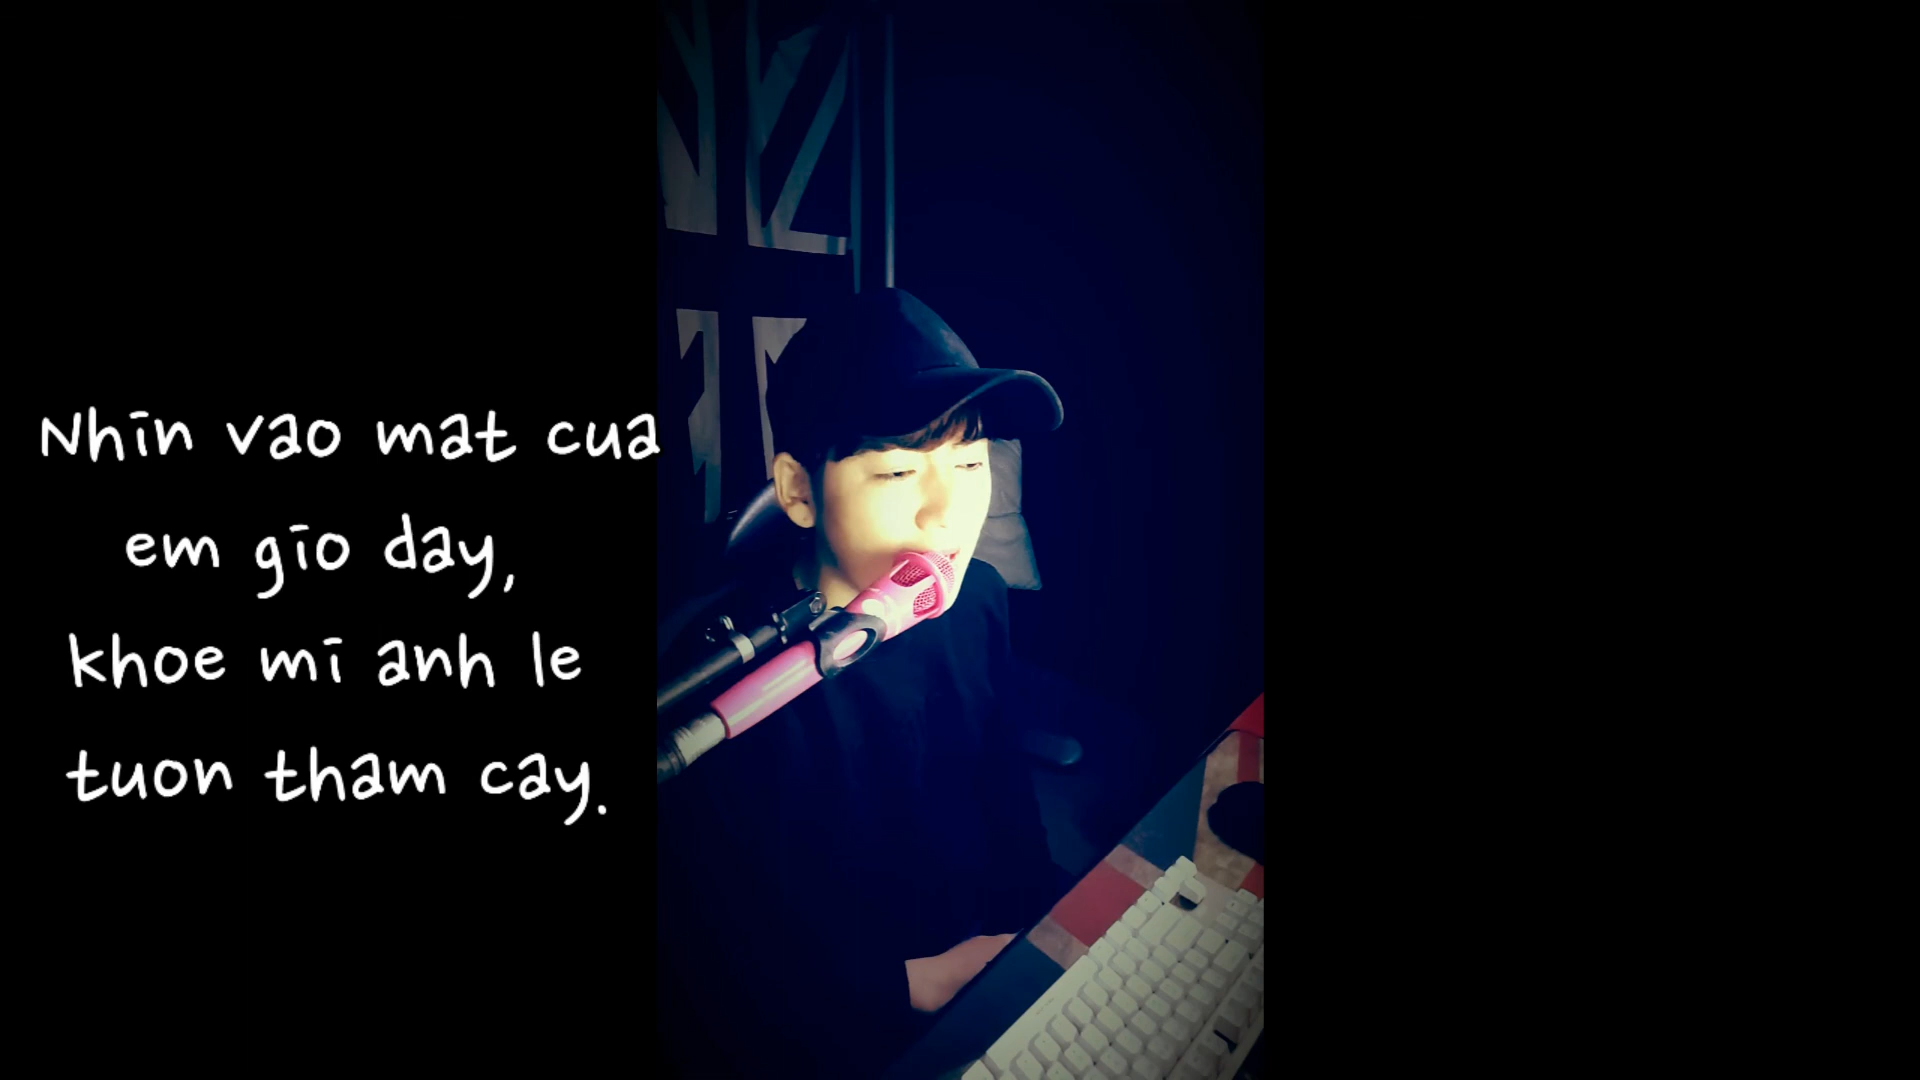 Nhin vao mat cua
em gio day,
khoe mi anh le
tuon tham cay.